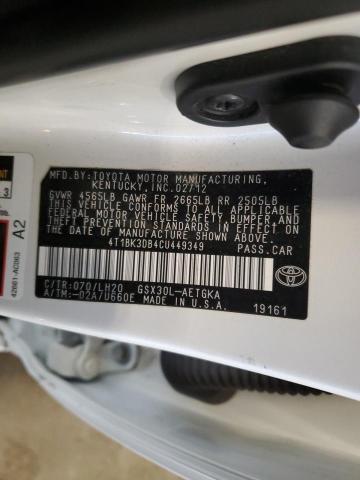 MFD.BY:TOYOTA MOTOR MANUFACTURING,
KENTUCKY, INC. 02/12
GVWR 4565LB GAWR FR 2665LB RR 2505LB
THIS VEHICLE CONFORMS TO ALL APPLICABLE
FEDERAL MOTOR VEHICLE SAFETY, BUMPER, AND
THEFT PREVENTION STANDARDS IN EFFECT ON THE
DATE OF MANUFACTURE SHOWN ABOVE.
4T1BK3DB4CU449349 PASS.CAR
C/TR:070/LH20 GSX30L-AETGKA
A/TM:-02A/U660E 19161
TOYOTA
A2
3